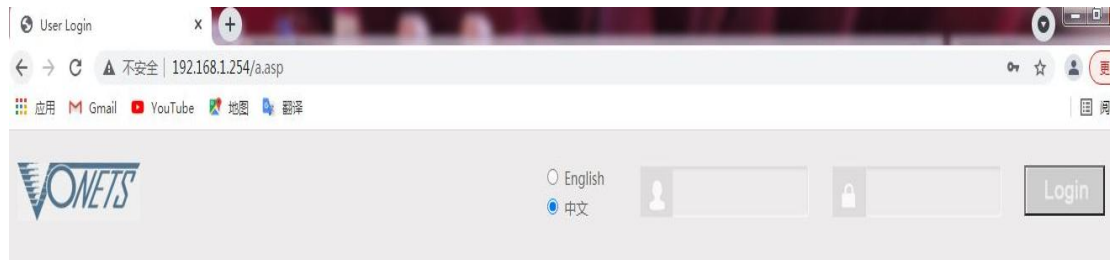 User Login
不安全 | 192.168.1.254/a.asp
更
应用 Gmail YouTube 地图 翻译
VONETS
English
中文
Login